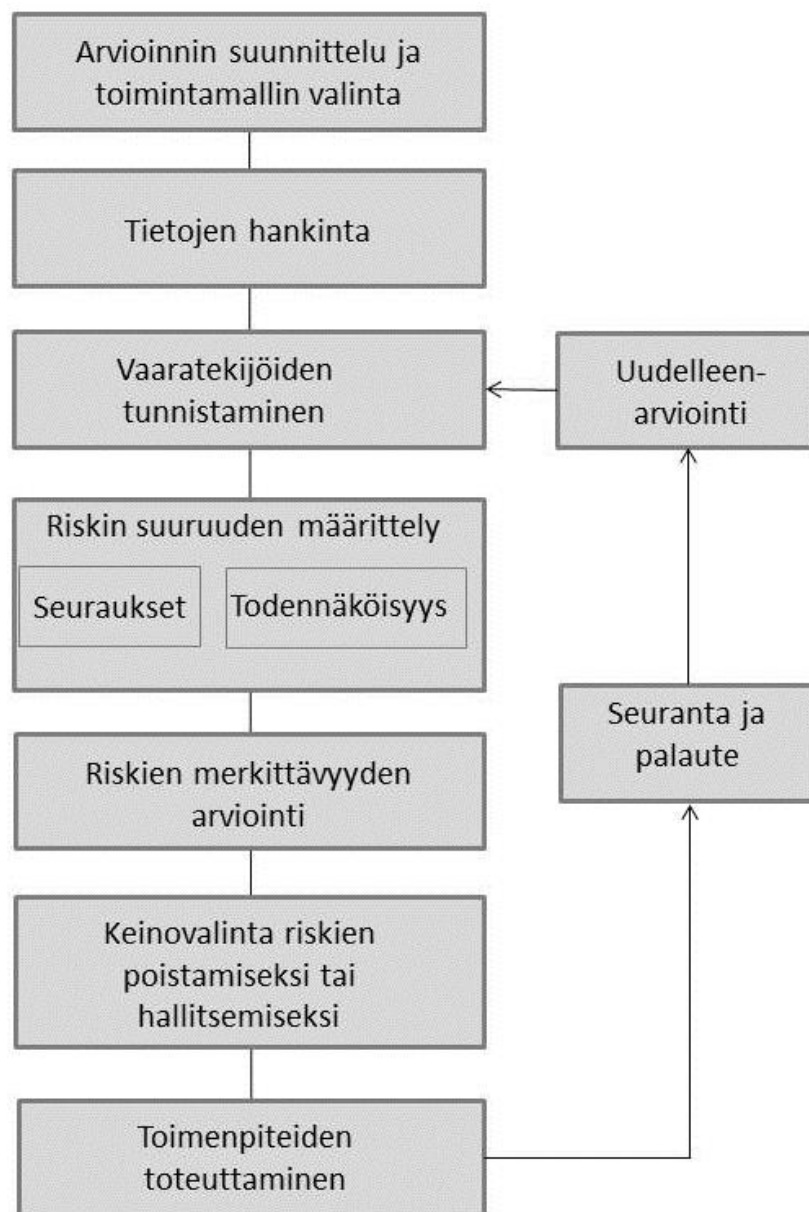 Arvioinnin suunnittelu ja
toimintamallin valinta
Tietojen hankinta
Vaaratekijöiden
tunnistaminen
Uudelleen-
arviointi
Riskin suuruuden määrittely
Seuraukset
Todennäköisyys
Seuranta ja
palaute
Riskien merkittävyyden
arviointi
Keinovalinta riskien
poistamiseksi tai
hallitsemiseksi
Toimenpiteiden
toteuttaminen